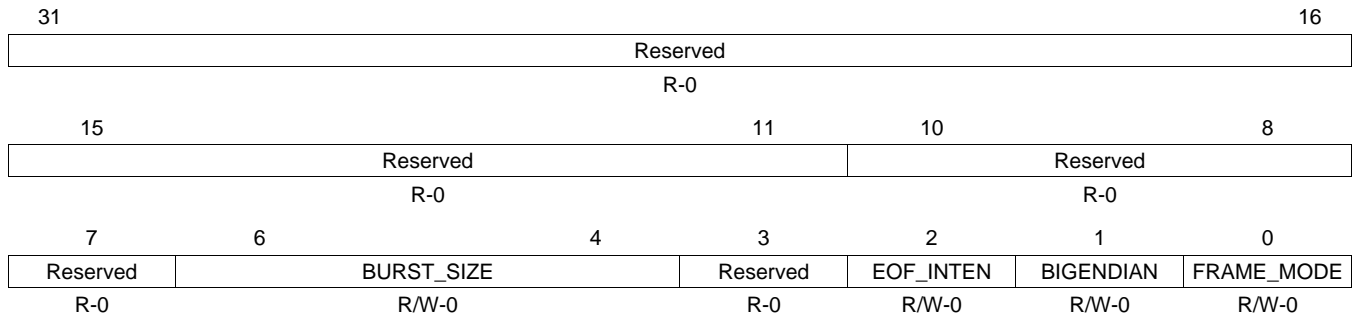 31 16
Reserved
R-0
15 11 10 8
Reserved Reserved
R-0 R-0
7 6 4 3 2 1 0
Reserved BURST_SIZE Reserved EOF_INTEN BIGENDIAN FRAME_MODE
R-0 R/W-0 R-0 R/W-0 R/W-0 R/W-0